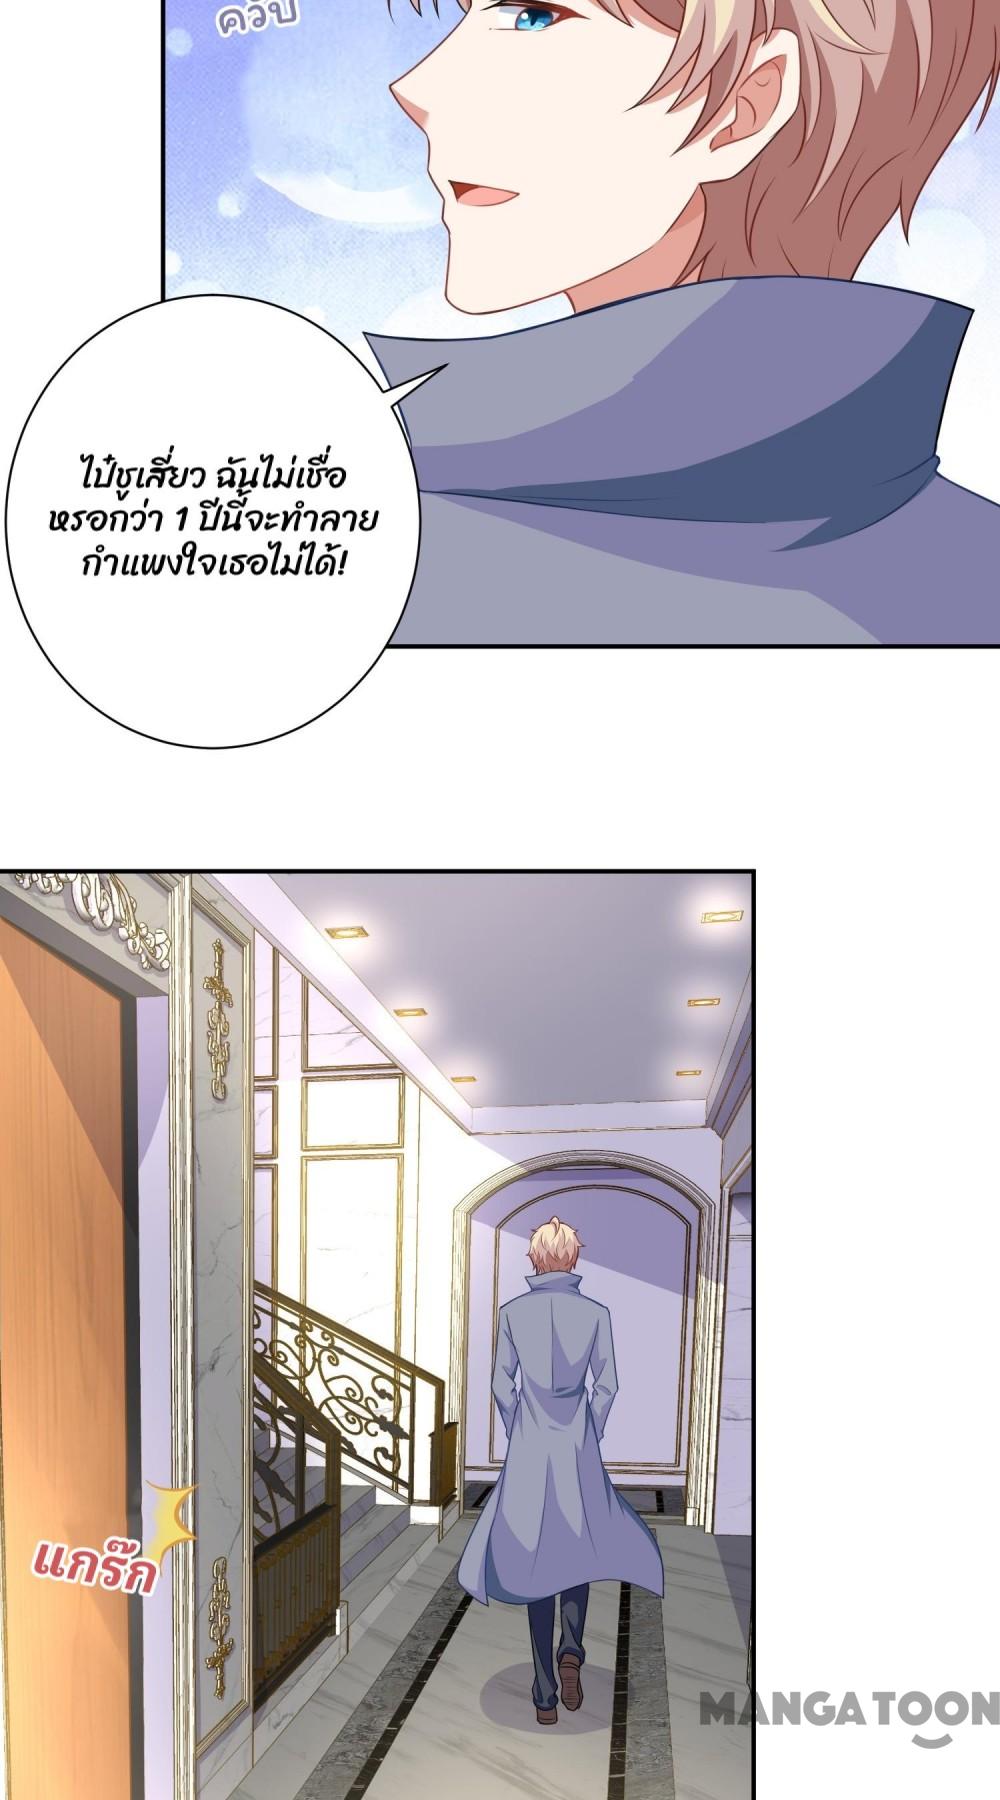 ควับ
ไป๋ชูเสี่ยว ฉันไม่เชื่อ
หรอกว่า 1 ปีนี้จะทำลาย
กำแพงใจเธอไม่ได้!
แกร๊ก
MANGATOON